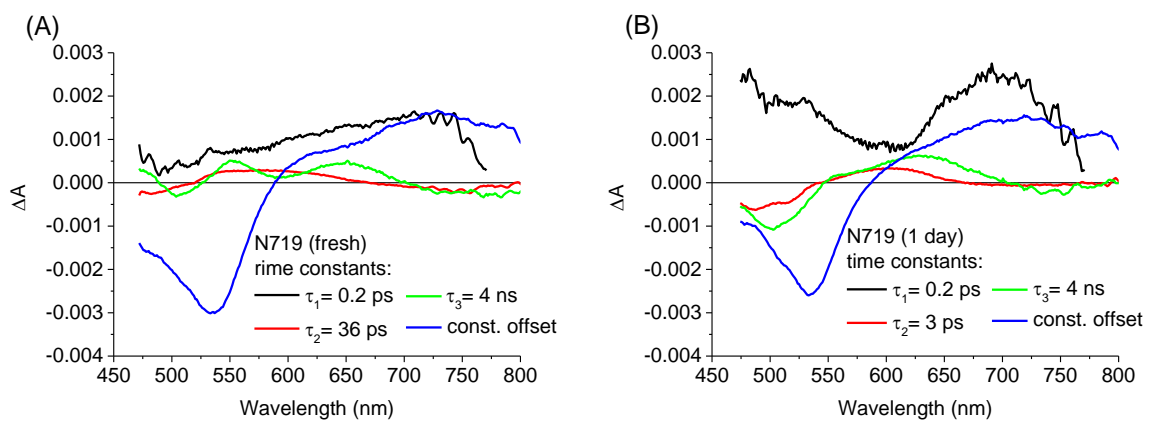 (A)
0.003
0.002
0.001
0.000
-0.001
-0.002
-0.003
-0.004
ΔA
N719 (fresh)
rime constants:
τ1= 0.2 ps
τ3= 4 ns
τ2= 36 ps
const. offset
450 500 550 600 650 700 750 800
Wavelength (nm)
(B)
0.003
0.002
0.001
0.000
-0.001
-0.002
-0.003
-0.004
ΔA
N719 (1 day)
time constants:
τ1= 0.2 ps
τ3= 4 ns
τ2= 3 ps
const. offset
450 500 550 600 650 700 750 800
Wavelength (nm)